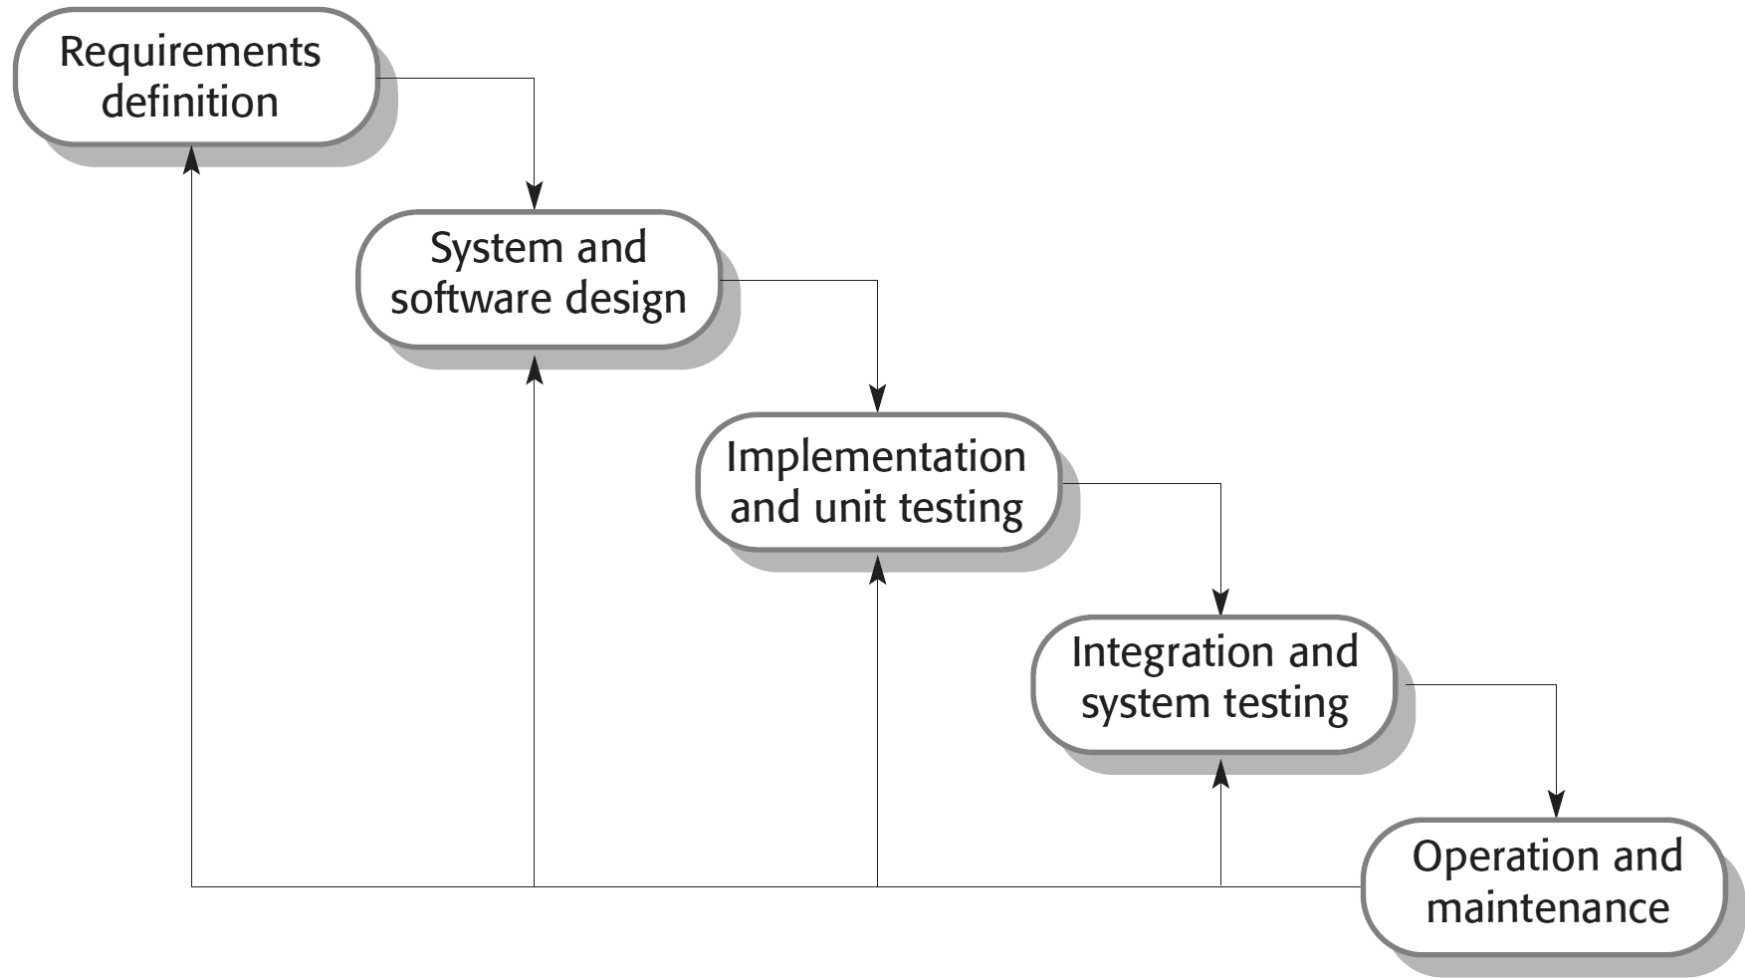 Requirements
definition
System and
software design
Implementation
and unit testing
Integration and
system testing
Operation and
maintenance